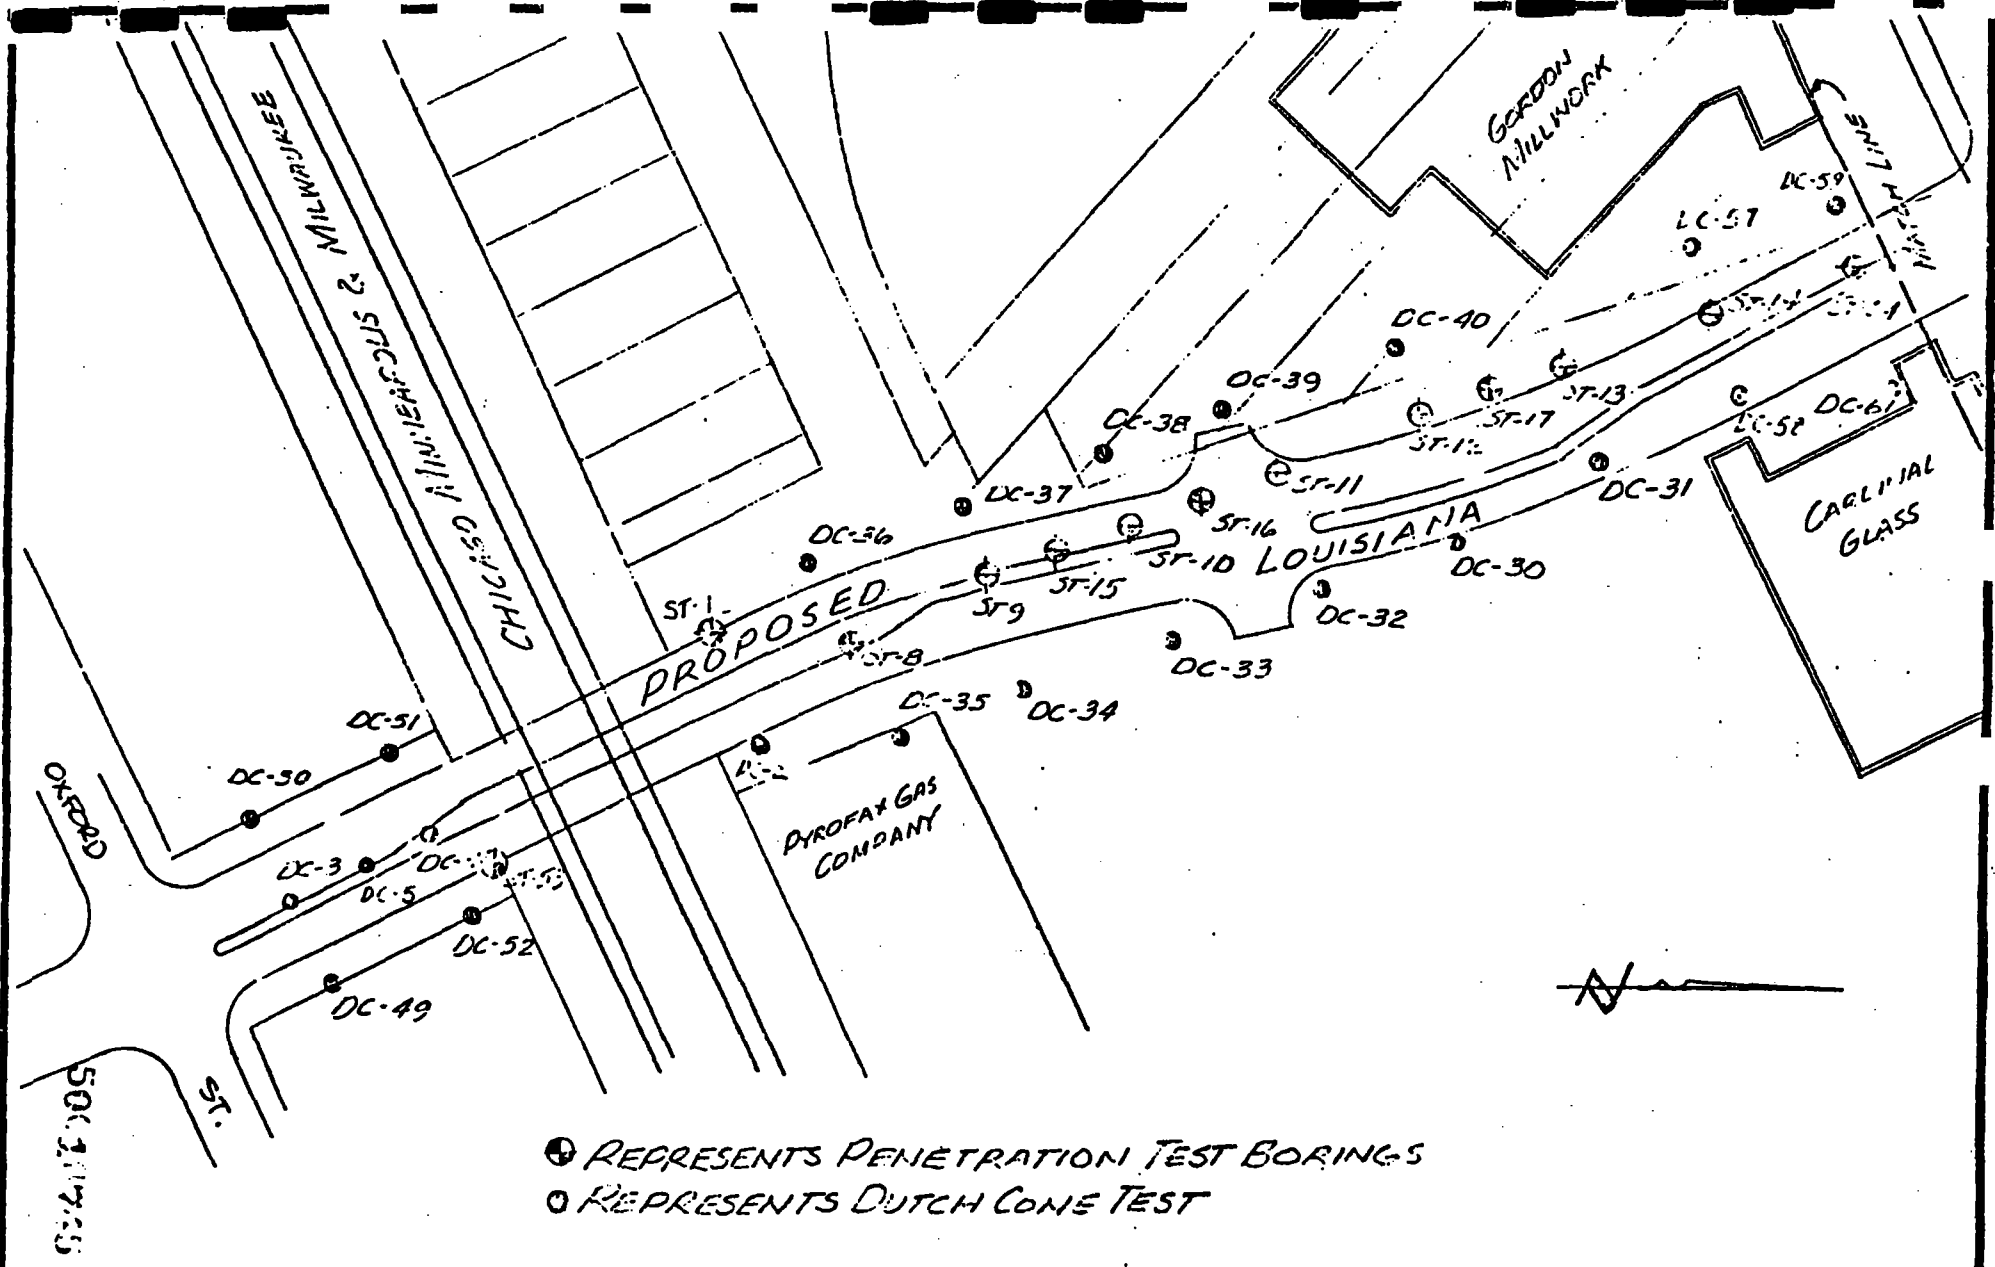 GORDON
MILLWORK
MATCH LINE
CHICAGO MINNEAPOLIS & MILWAUKEE
DC-59
DC-57
DC-40
ST-14
DC-39
ST-13
DC-38
ST-17
DC-61
DC-37
ST-11
DC-31
CARDINAL
GLASS
DC-36
ST-16
ST-10
ST-15
DC-30
ST-1
ST9
PROPOSED LOUISIANA
DC-32
ST-8
DC-33
DC-35
DC-34
DC-51
DC-50
OXFORD
ST.
PYROFAX GAS
COMPANY
DC-3
DC-5
ST-53
DC-52
DC-49
N
REPRESENTS PENETRATION TEST BORINGS
REPRESENTS DUTCH CONE TEST